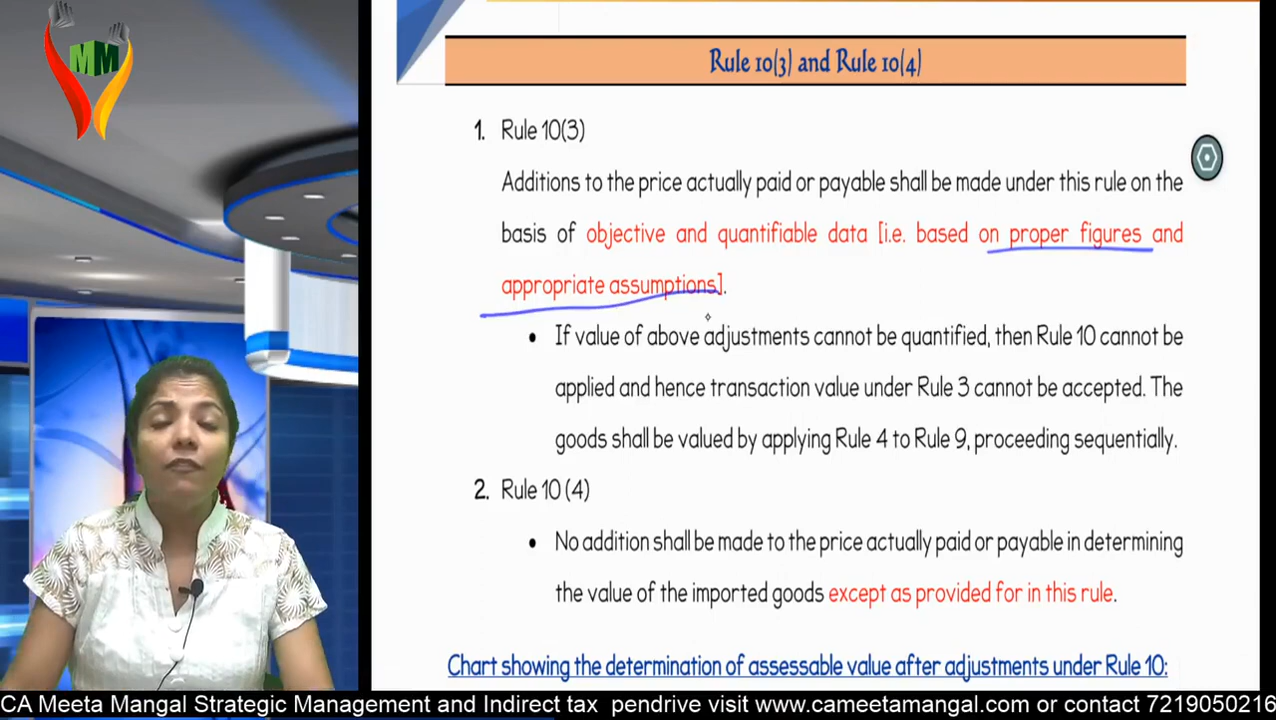 MM
Rule 10(3) and Rule 10(4)
1. Rule 10(3)
Additions to the price actually paid or payable shall be made under this rule on the
basis of objective and quantifiable data [i.e. based on proper figures and
appropriate assumptions].
• If value of above adjustments cannot be quantified, then Rule 10 cannot be
applied and hence transaction value under Rule 3 cannot be accepted. The
goods shall be valued by applying Rule 4 to Rule 9, proceeding sequentially.
2. Rule 10 (4)
• No addition shall be made to the price actually paid or payable in determining
the value of the imported goods except as provided for in this rule.
Chart showing the determination of assessable value after adjustments under Rule 10:
CA Meeta Mangal Strategic Management and Indirect tax pendrive visit www.cameetamangal.com or contact 7219050216